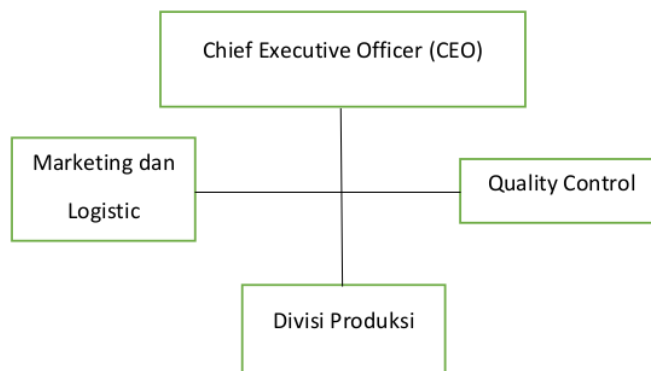 Chief Executive Officer (CEO)
Marketing dan
Logistic
Quality Control
Divisi Produksi